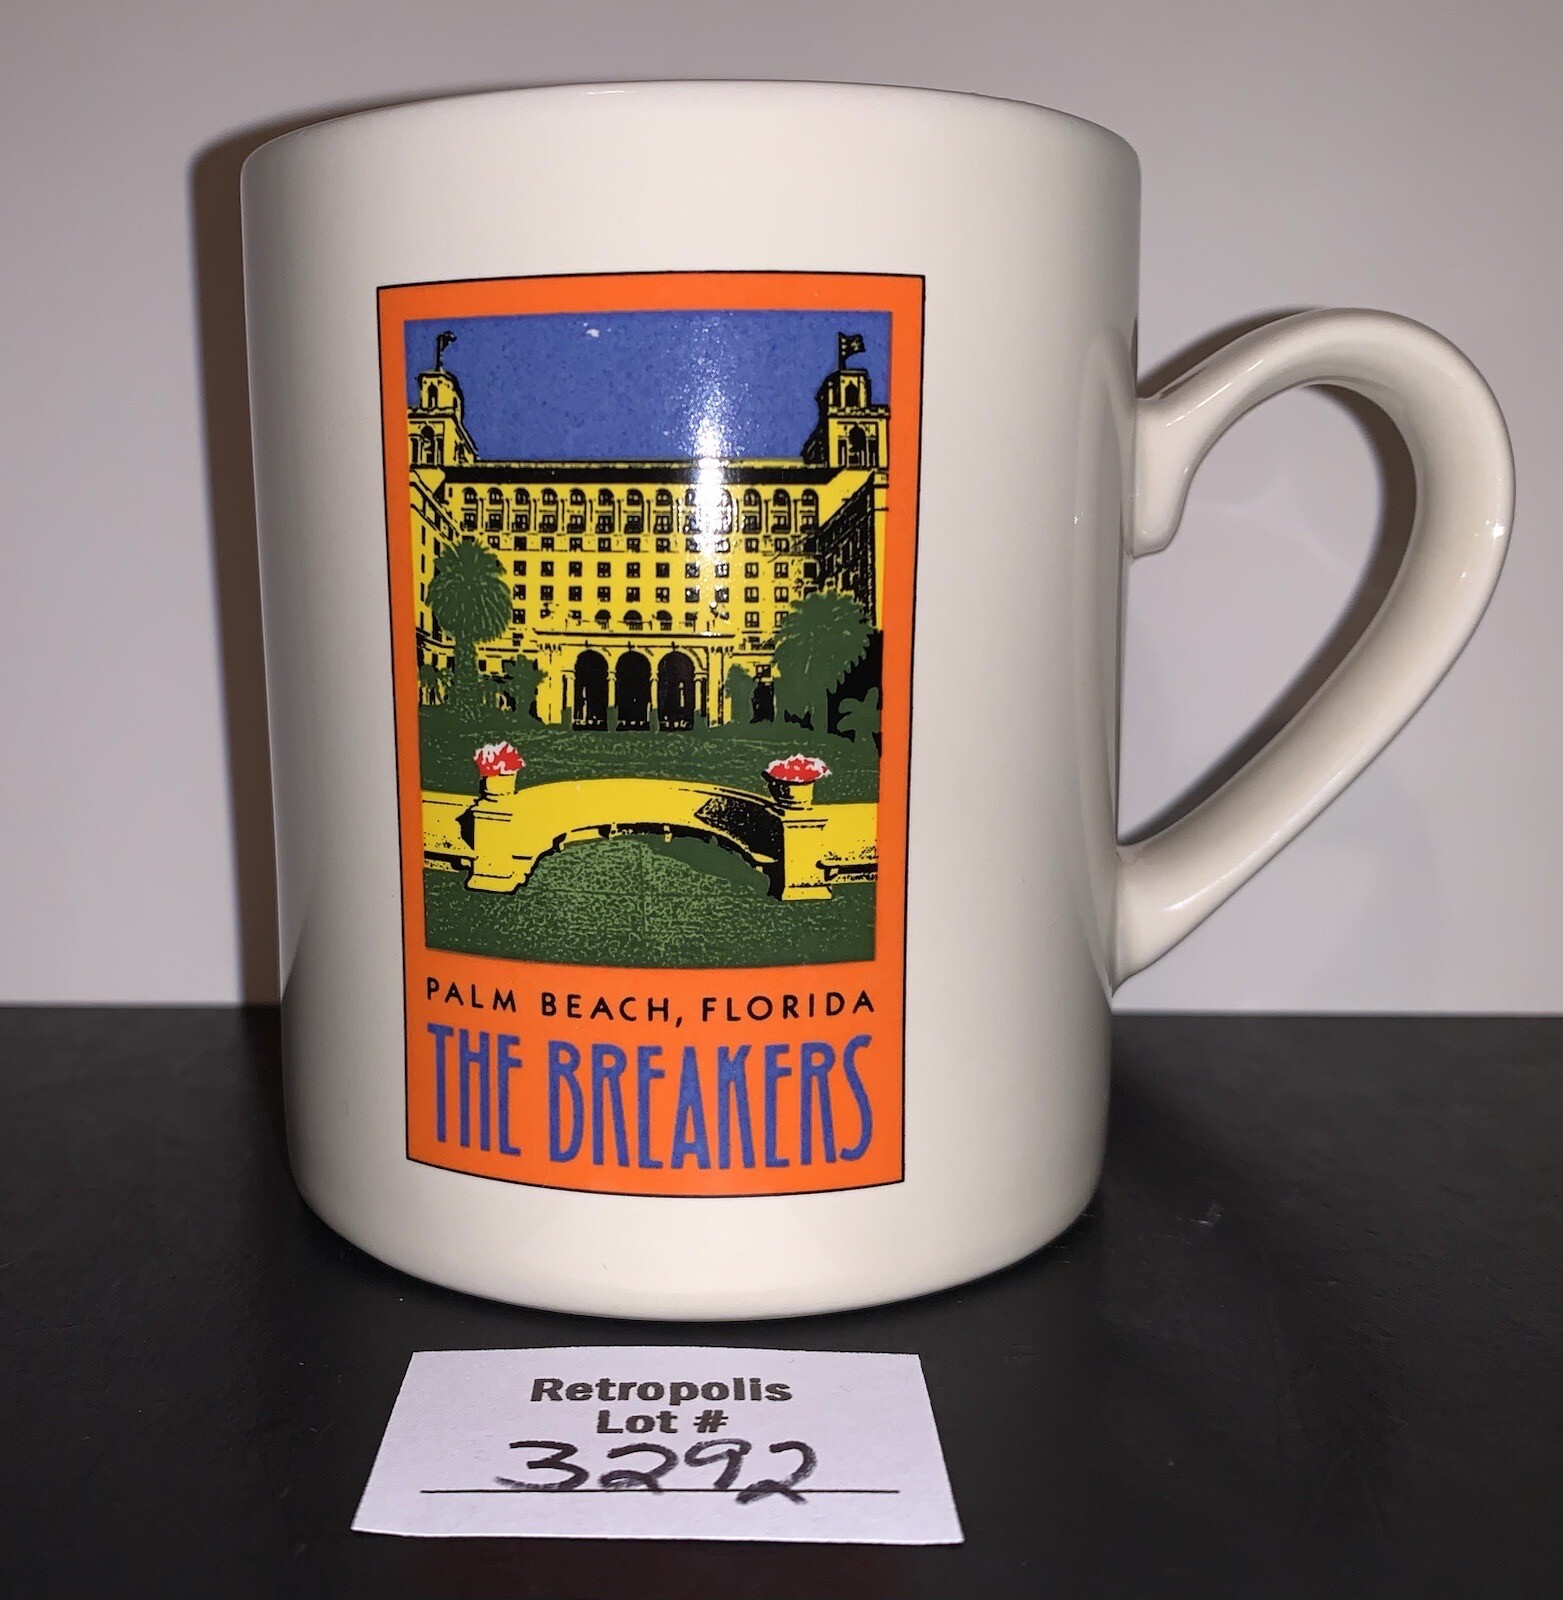 PALM BEACH, FLORIDA
THE BREAKERS
Retropolis
Lot #
3292